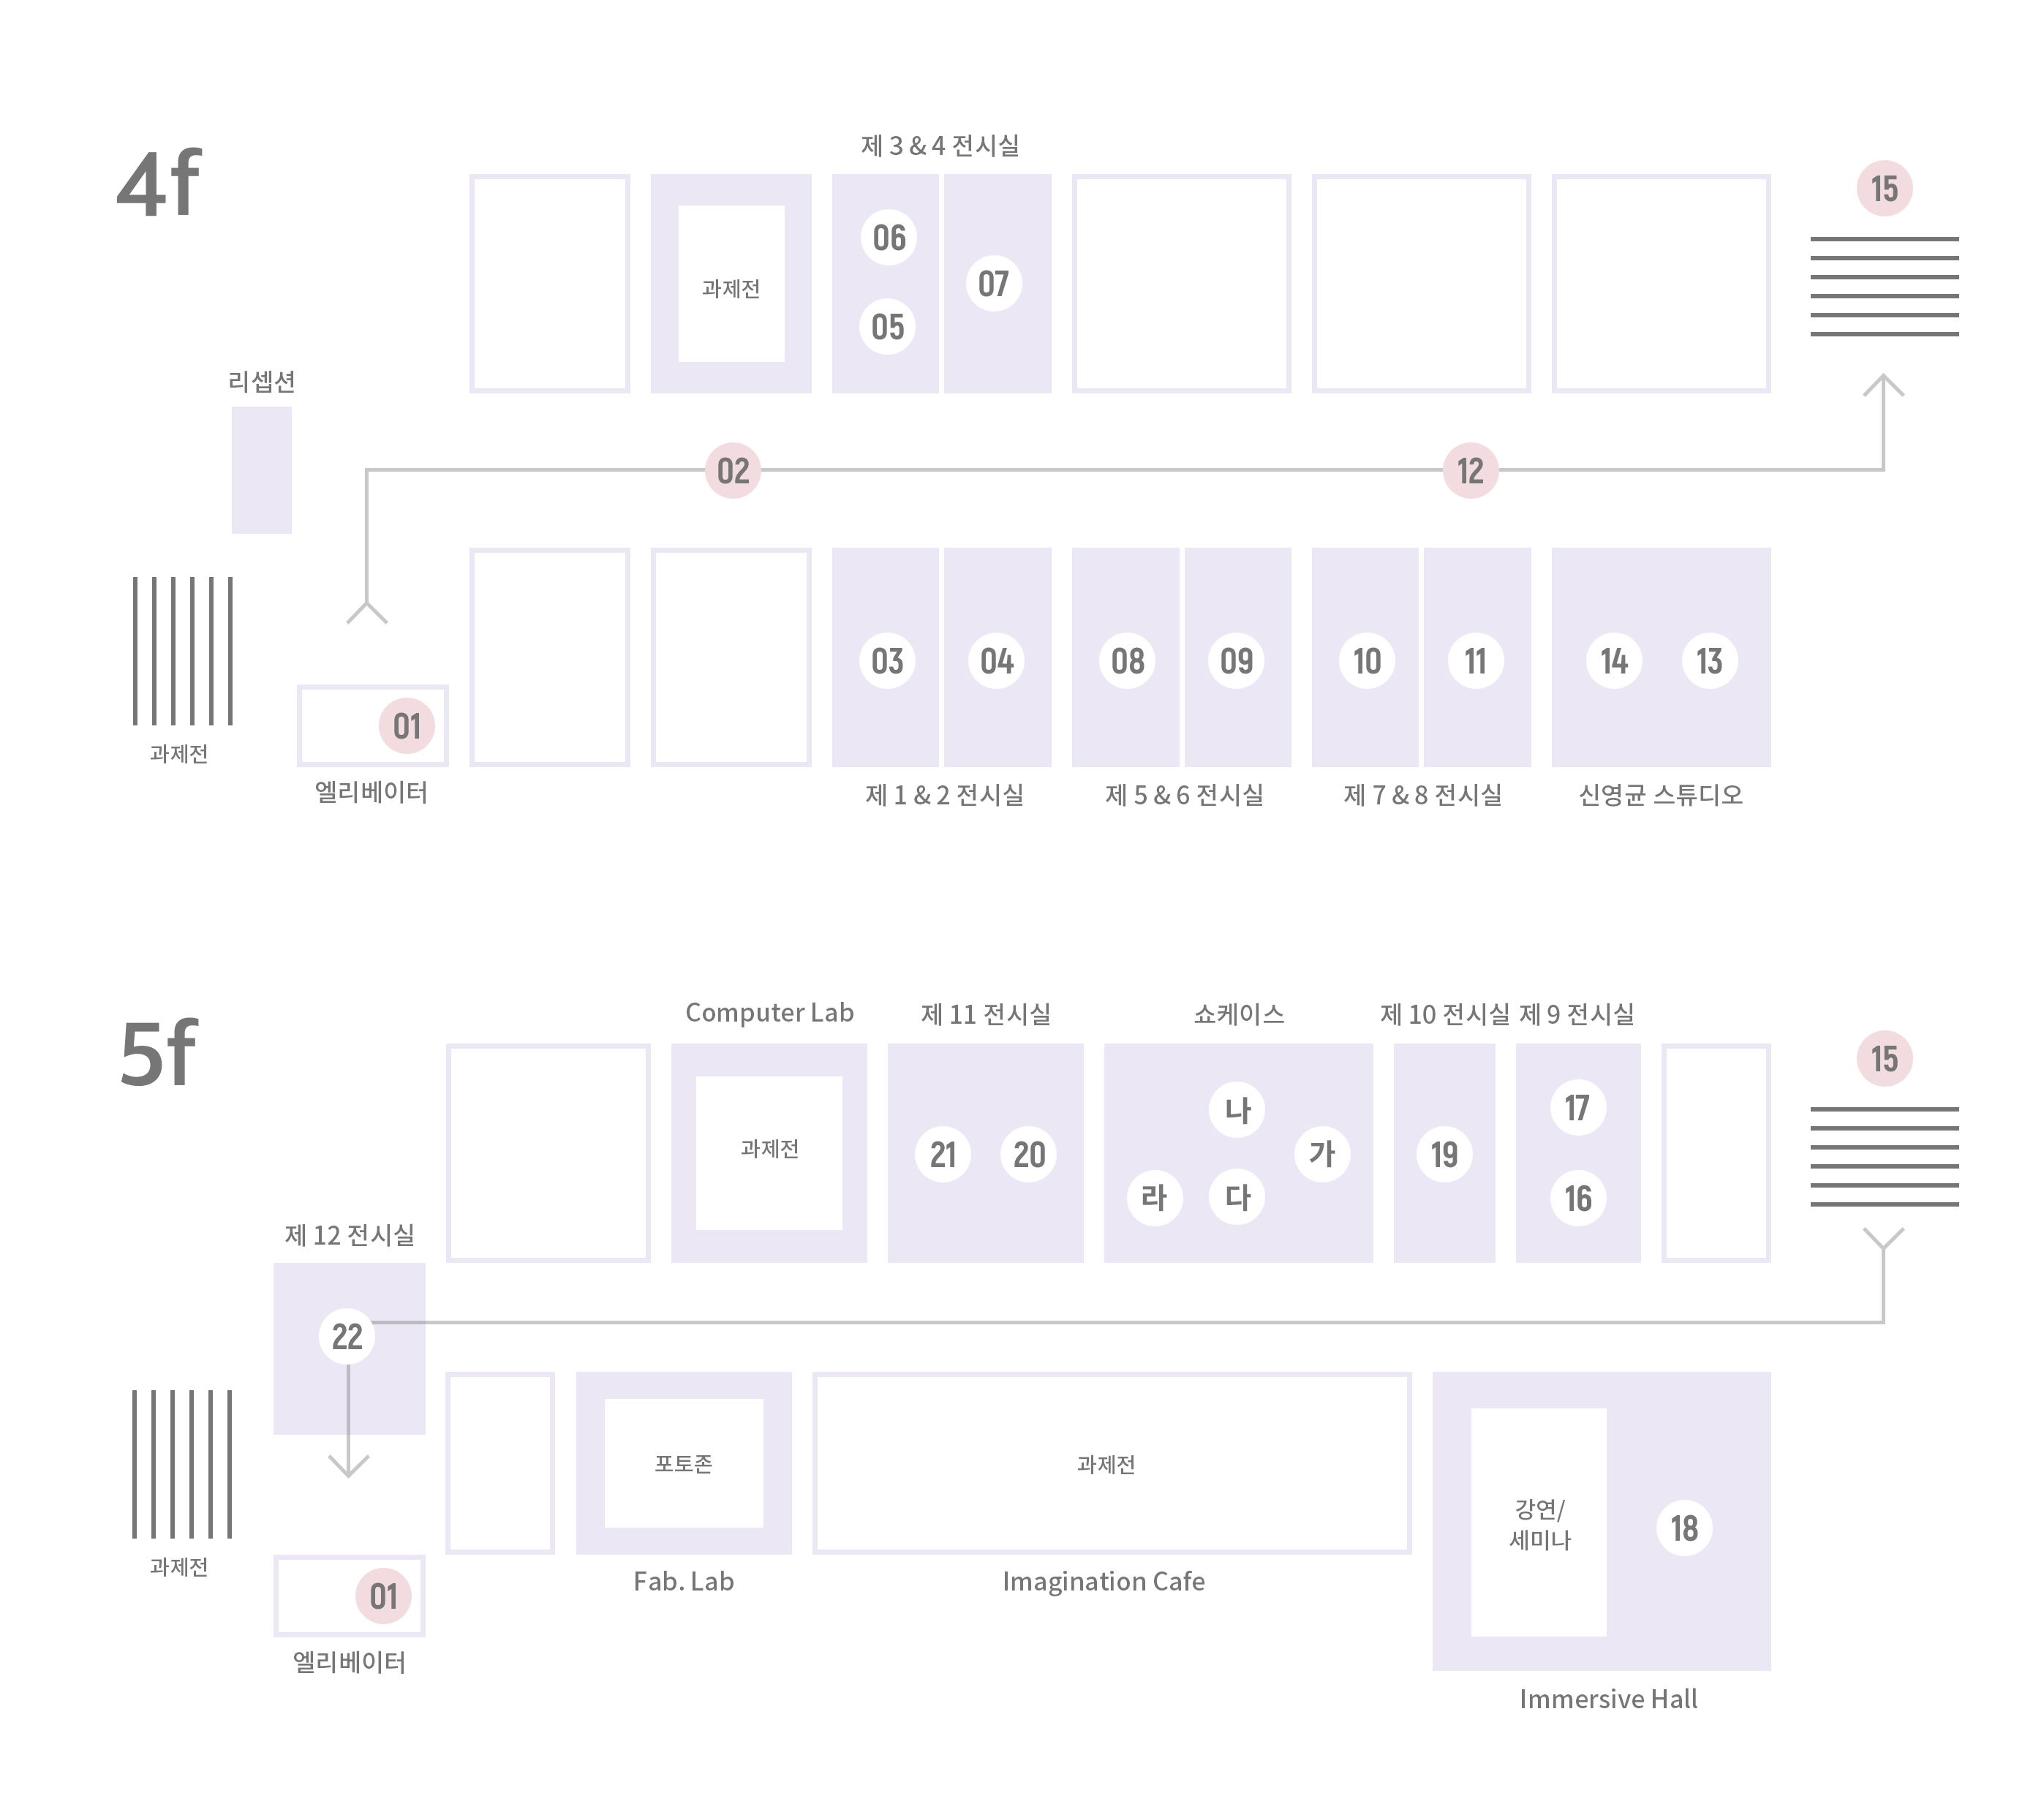 4f
제 3 & 4 전시실
15
06
05
07
과제전
리셉션
02
12
03
04
08
09
10
11
14
13
01
과제전
엘리베이터
제 1 & 2 전시실
제 5 & 6 전시실
제 7 & 8 전시실
신영균 스튜디오
5f
Computer Lab
제 11 전시실
쇼케이스
제 10 전시실
제 9 전시실
15
과제전
21
20
나
가
라
다
19
17
16
제 12 전시실
22
포토존
과제전
강연/
세미나
18
과제전
01
엘리베이터
Fab. Lab
Imagination Cafe
Immersive Hall